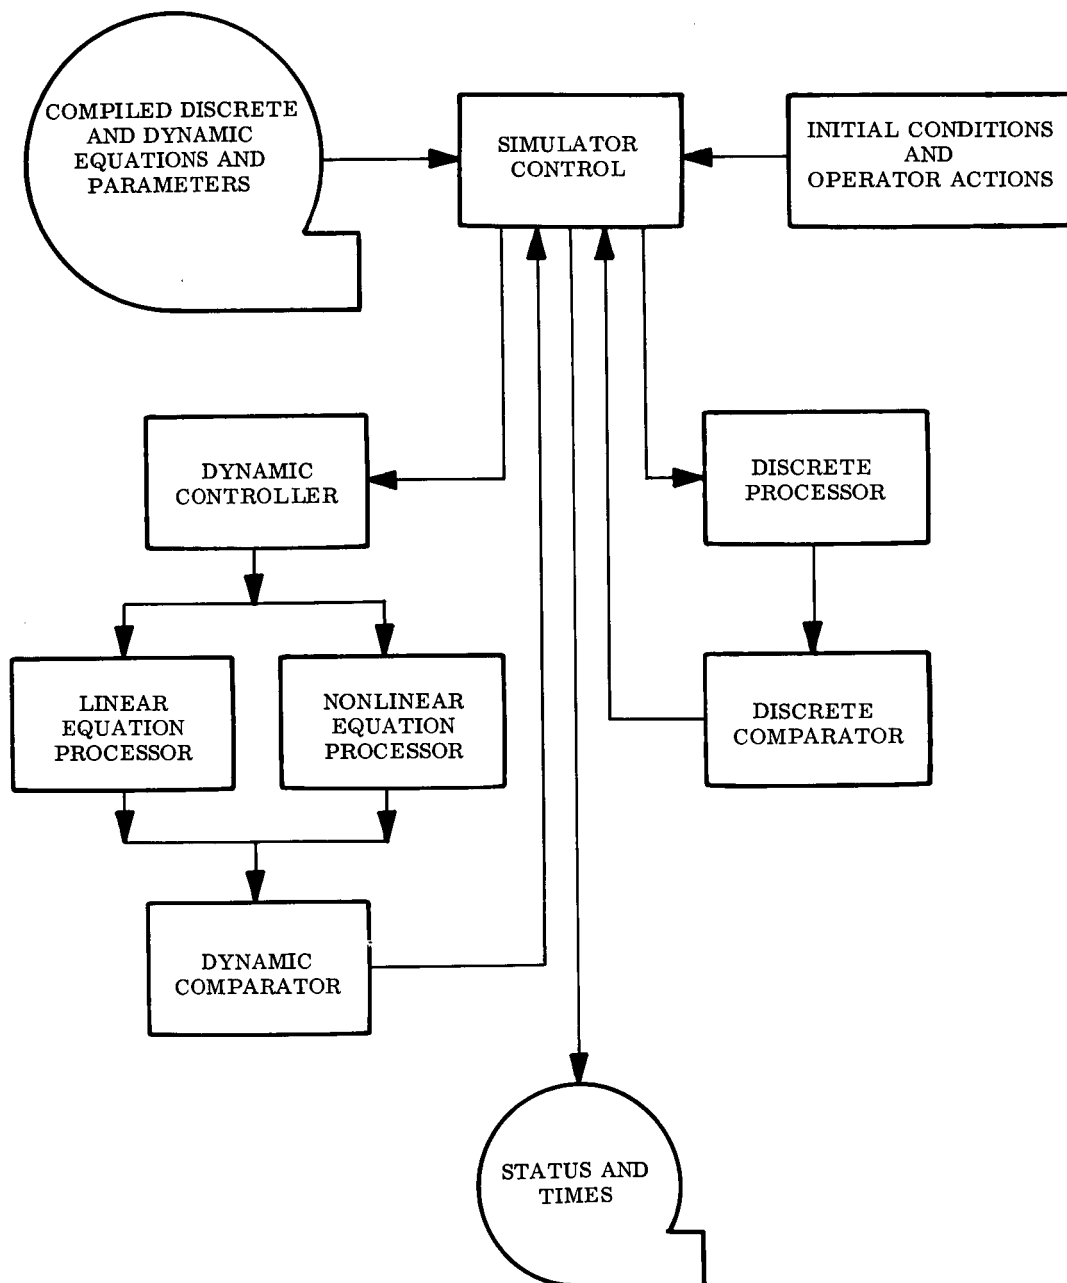 COMPILED DISCRETE
AND DYNAMIC
EQUATIONS AND
PARAMETERS
SIMULATOR
CONTROL
INITIAL CONDITIONS
AND
OPERATOR ACTIONS
DYNAMIC
CONTROLLER
DISCRETE
PROCESSOR
LINEAR
EQUATION
PROCESSOR
NONLINEAR
EQUATION
PROCESSOR
DISCRETE
COMPARATOR
DYNAMIC
COMPARATOR
STATUS AND
TIMES